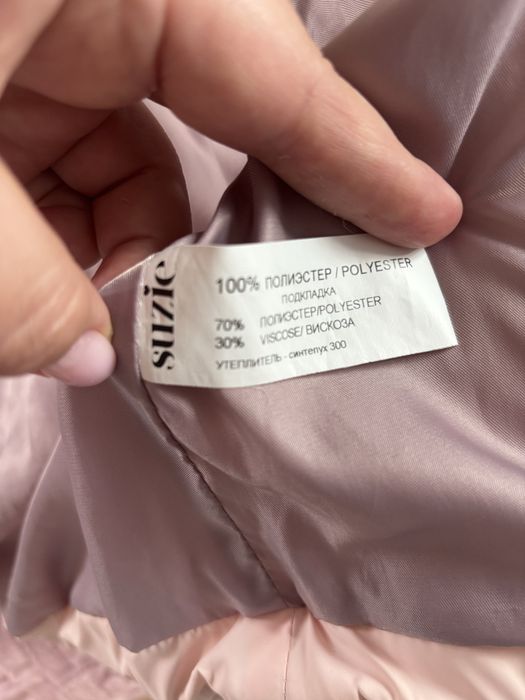 suzie
100% ПОЛИЭСТЕР / POLYESTER
ПОДКЛАДКА
70% ПОЛИЭСТЕР/POLYESTER
30% VISCOSE/ ВИСКОЗА
УТЕПЛИТЕЛЬ - синтепух 300